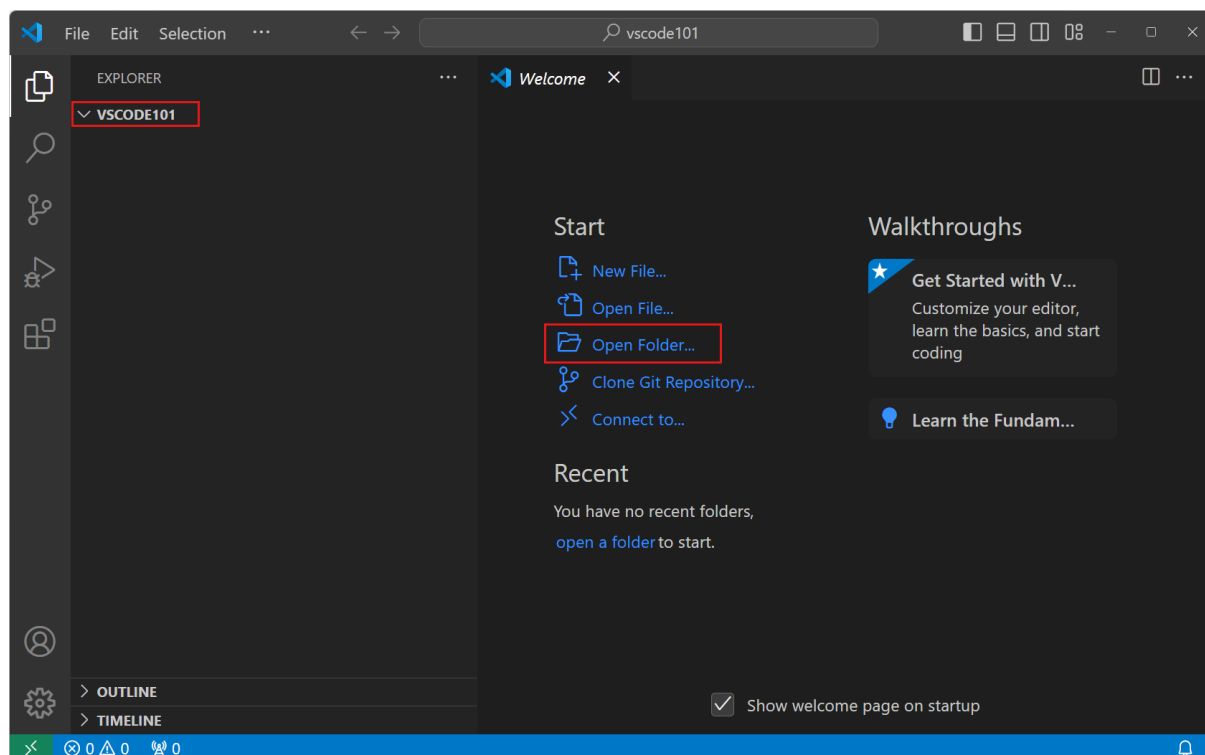 File Edit Selection ··· vscode101
EXPLORER ···
Welcome
VSCODE101
Start
New File...
Open File...
Open Folder...
Clone Git Repository...
Connect to...
Recent
You have no recent folders,
open a folder to start.
Walkthroughs
Get Started with V...
Customize your editor,
learn the basics, and start
coding
Learn the Fundam...
Show welcome page on startup
OUTLINE
TIMELINE
0 0 0